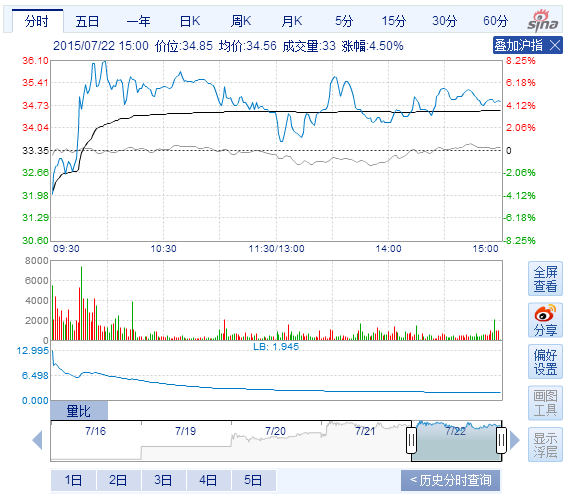 分时 五日 一年 日K 周K 月K 5分 15分 30分 60分 sina
2015/07/22 15:00 价位:34.85 均价:34.56 成交量:33 涨幅:4.50% 叠加沪指 ×
36.10 8.25%
35.41 6.18%
34.73 4.12%
34.04 2.06%
33.35 0
32.66 -2.06%
31.98 -4.12%
31.29 -6.18%
30.60 -8.25%
09:30 10:30 11:30/13:00 14:00 15:00
8000
6000
4000
2000
0
全屏
查看
分享
偏好
设置
画图
工具
显示
浮层
LB: 1.945
12.995
6.498
0.000
量比
7/16 7/19 7/20 7/21 7/22
1日 2日 3日 4日 5日 <历史分时查询